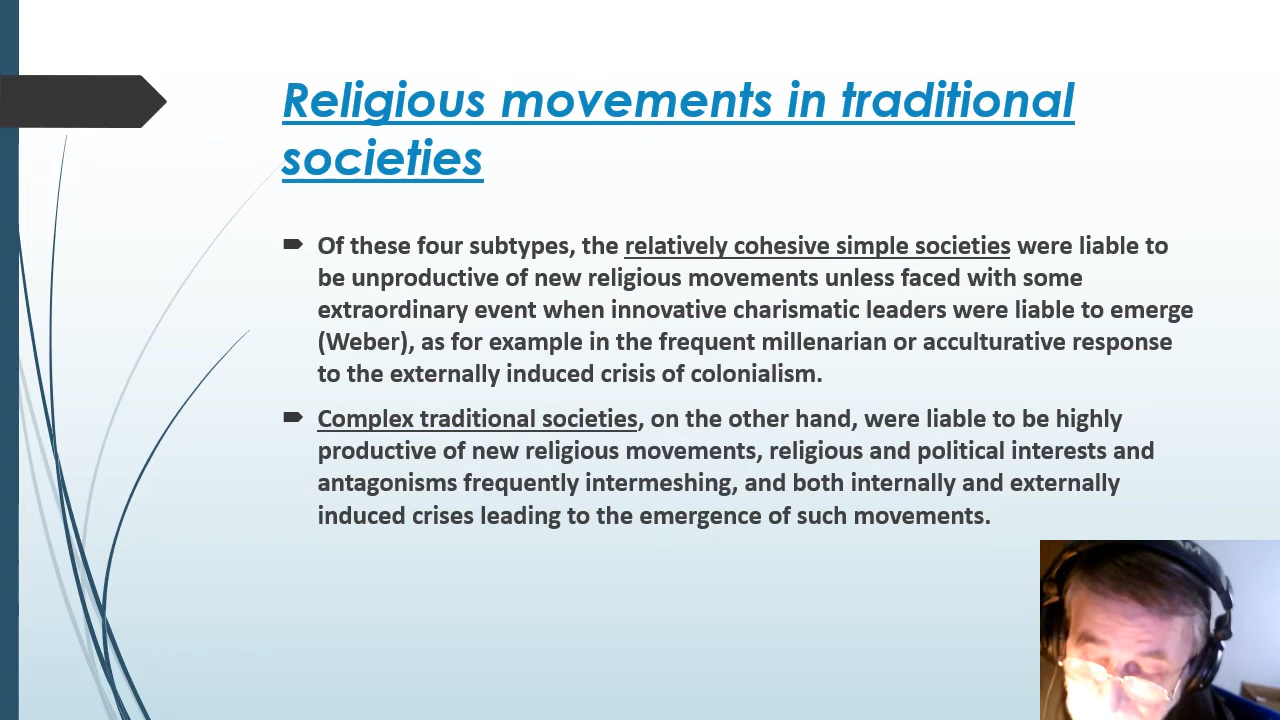 Religious movements in traditional
societies
Of these four subtypes, the relatively cohesive simple societies were liable to
be unproductive of new religious movements unless faced with some
extraordinary event when innovative charismatic leaders were liable to emerge
(Weber), as for example in the frequent millenarian or acculturative response
to the externally induced crisis of colonialism.
Complex traditional societies, on the other hand, were liable to be highly
productive of new religious movements, religious and political interests and
antagonisms frequently intermeshing, and both internally and externally
induced crises leading to the emergence of such movements.